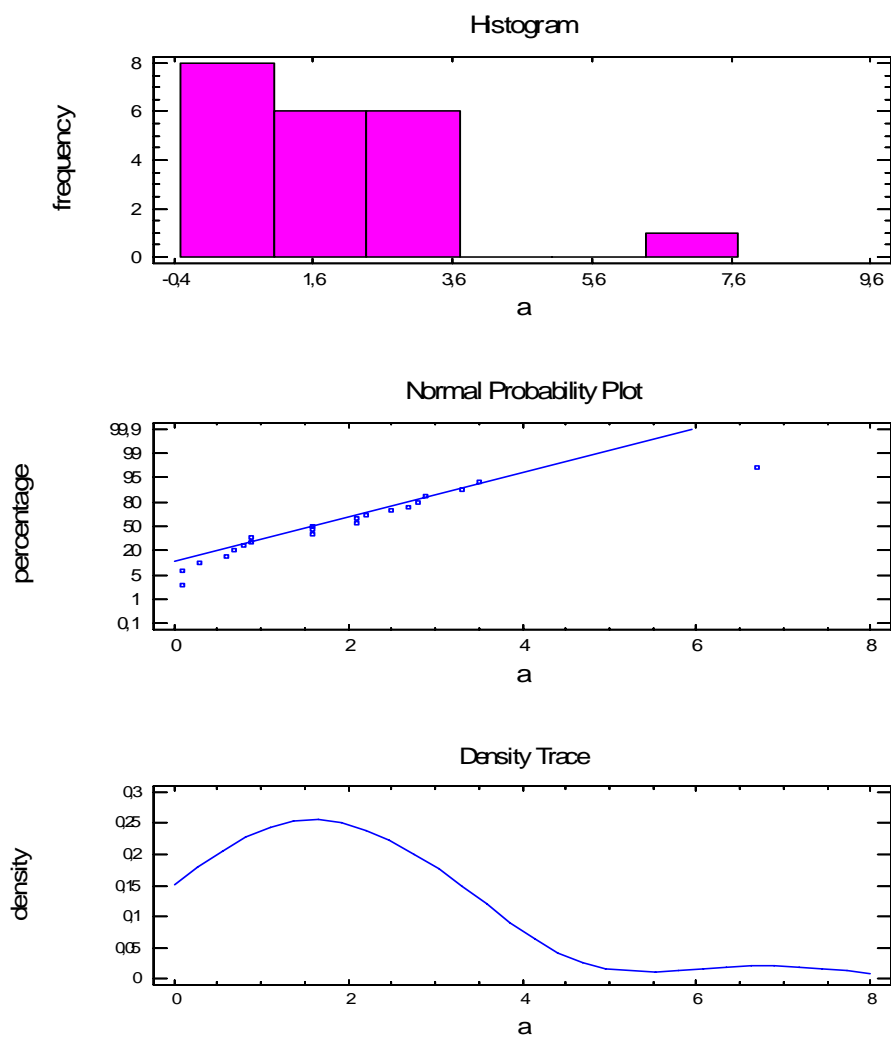 Histogram
frequency
8
6
4
2
0
-0,4 1,6 3,6 5,6 7,6 9,6
a
Normal Probability Plot
percentage
99,9
99
95
80
50
20
5
1
0,1
0 2 4 6 8
a
Density Trace
density
0,3
0,25
0,2
0,15
0,1
0,05
0
0 2 4 6 8
a